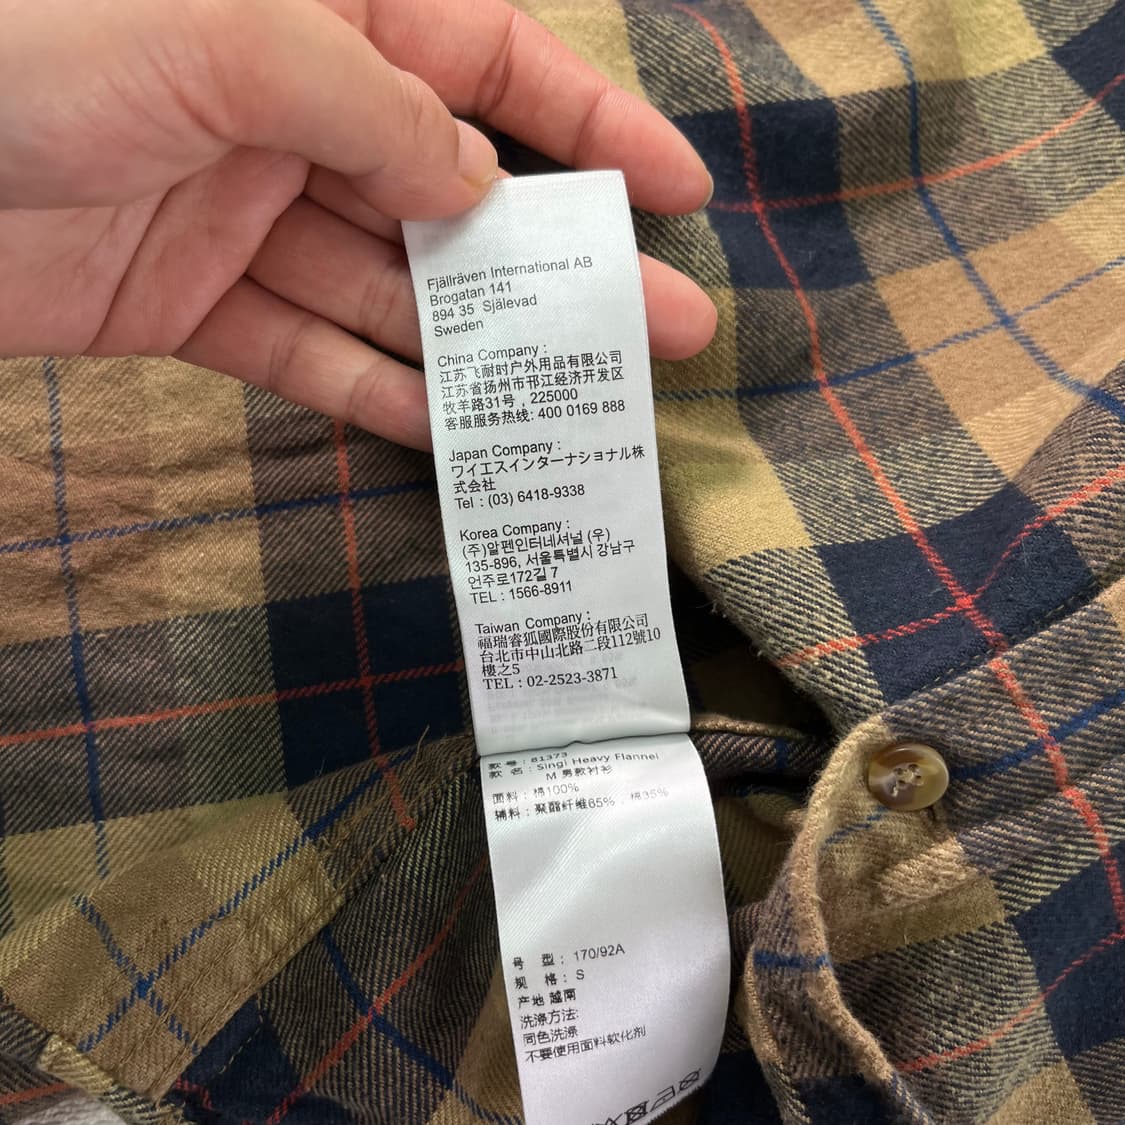 Fjällräven International AB
Brogatan 141
894 35 Själevad
Sweden
China Company :
江苏飞耐时户外用品有限公司
江苏省扬州市邗江经济开发区
牧羊路31号，225000
客服服务热线: 400 0169 888
Japan Company :
ワイエスインターナショナル株
式会社
Tel : (03) 6418-9338
Korea Company :
(주)알펜인터네셔널 (우)
135-896, 서울특별시 강남구
언주로172길 7
TEL : 1566-8911
Taiwan Company :
福瑞睿狐國際股份有限公司
台北市中山北路二段112號10
樓之5
TEL : 02-2523-3871
款号 : 81373
款名 : Singi Heavy Flannel
M 男款衬衫
面料 : 棉100%
辅料 : 聚酯纤维65% , 棉35%
号 型 : 170/92A
规 格 : S
产地 越南
洗涤方法:
同色洗涤
不要使用面料软化剂